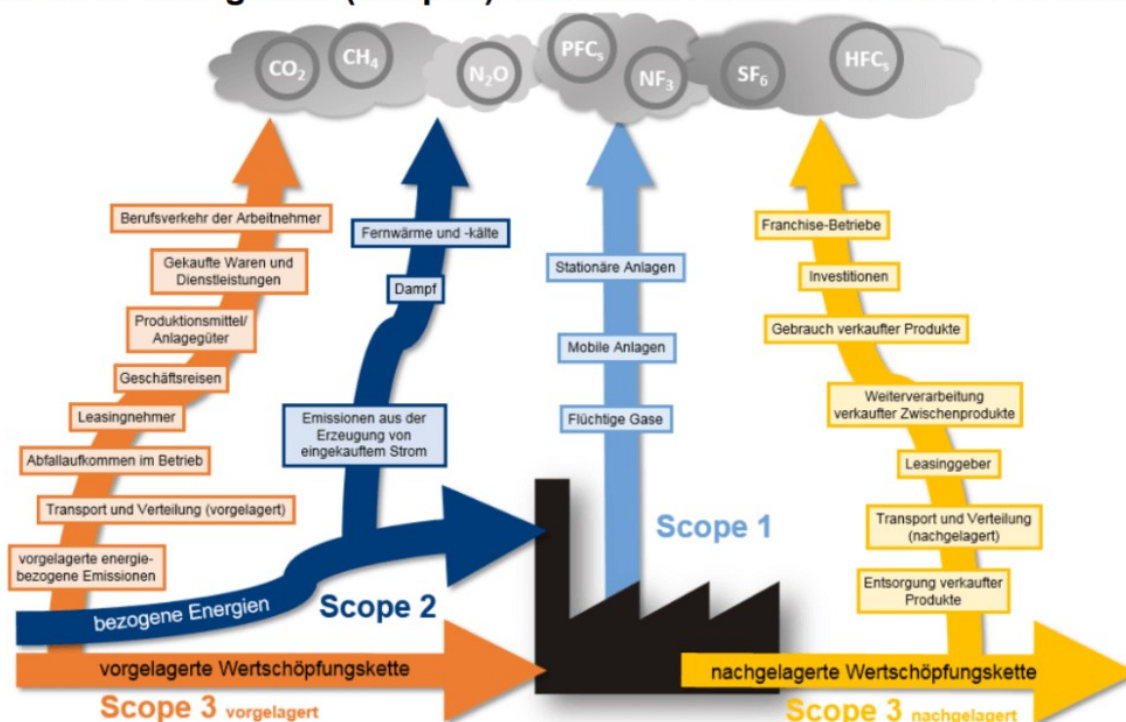 CO₂
CH₄
N₂O
PFCₛ
NF₃
SF₆
HFCₛ
Berufsverkehr der Arbeitnehmer
Gekaufte Waren und
Dienstleistungen
Produktionsmittel/
Anlagegüter
Geschäftsreisen
Leasingnehmer
Abfallaufkommen im Betrieb
Transport und Verteilung (vorgelagert)
vorgelagerte energie-
bezogene Emissionen
Fernwärme und -kälte
Dampf
Emissionen aus der
Erzeugung von
eingekauftem Strom
Stationäre Anlagen
Mobile Anlagen
Flüchtige Gase
Franchise-Betriebe
Investitionen
Gebrauch verkaufter Produkte
Weiterverarbeitung
verkaufter Zwischenprodukte
Leasinggeber
Transport und Verteilung
(nachgelagert)
Entsorgung verkaufter
Produkte
Scope 1
bezogene Energien
Scope 2
vorgelagerte Wertschöpfungskette
Scope 3 vorgelagert
nachgelagerte Wertschöpfungskette
Scope 3 nachgelagert